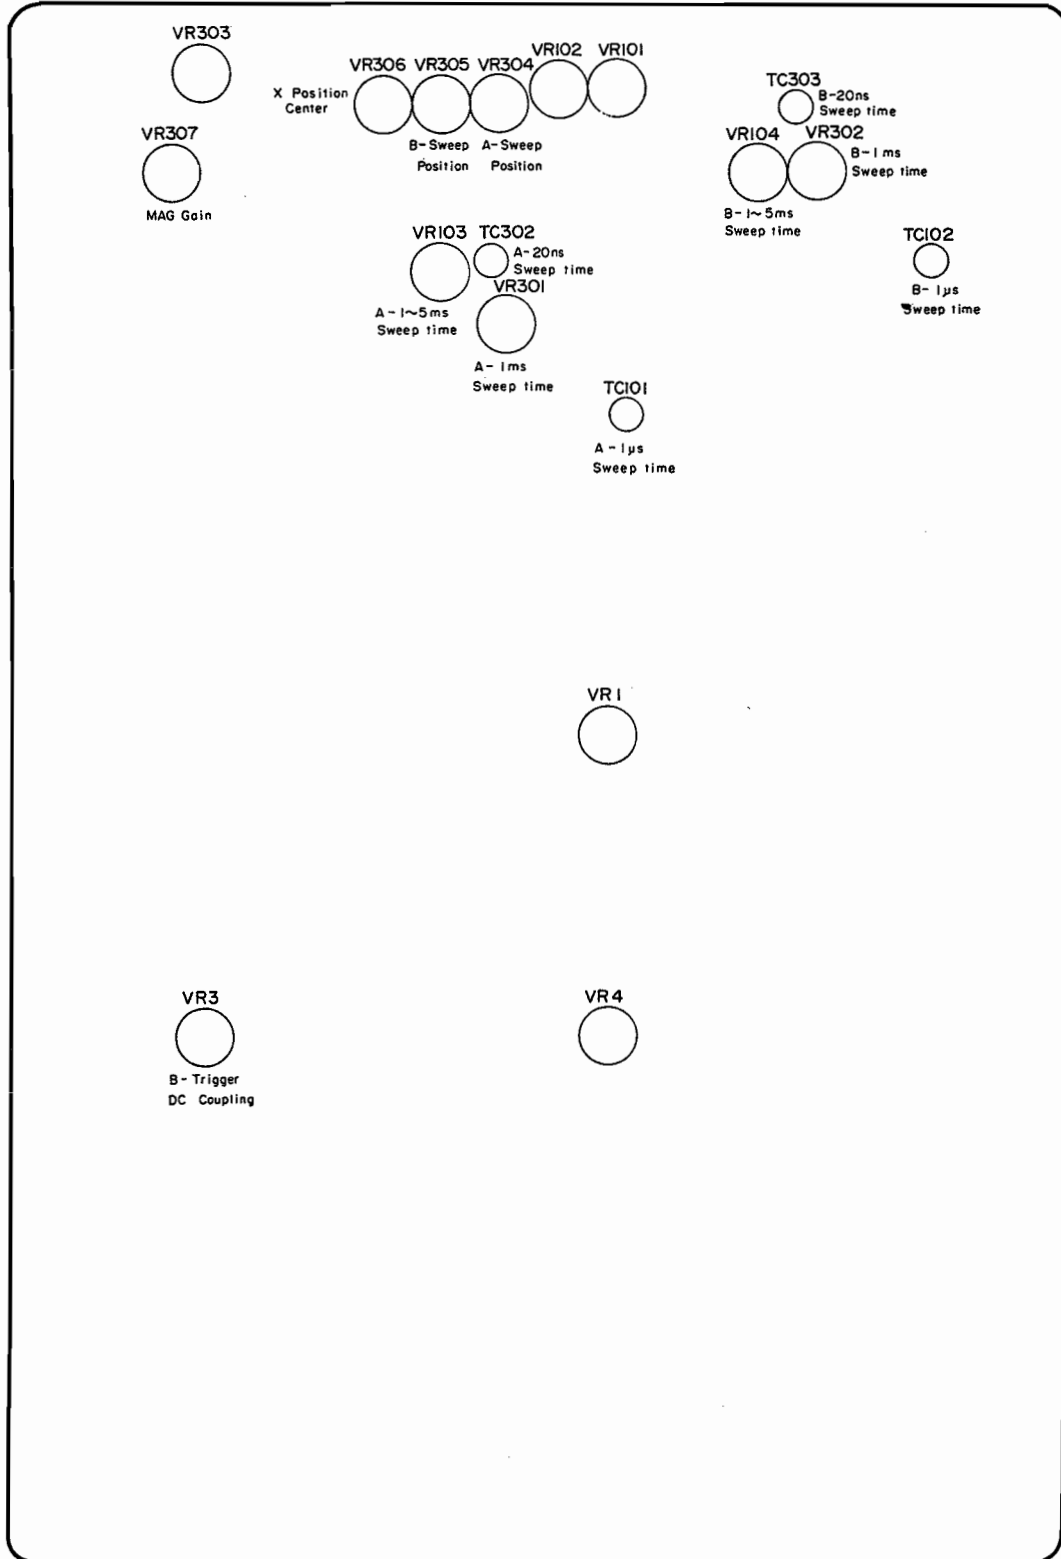 VR303
VR306 VR305 VR304 VR102 VR101
X Position
Center
B-Sweep
Position
A-Sweep
Position
TC303
B-20ns
Sweep time
VR104 VR302
B-1ms
Sweep time
B-1~5ms
Sweep time
VR307
MAG Gain
VR103 TC302
A-20ns
Sweep time
VR301
A-1~5ms
Sweep time
A-1ms
Sweep time
TC102
B-1μs
Sweep time
TC101
A-1μs
Sweep time
VR1
VR3
B-Trigger
DC Coupling
VR4